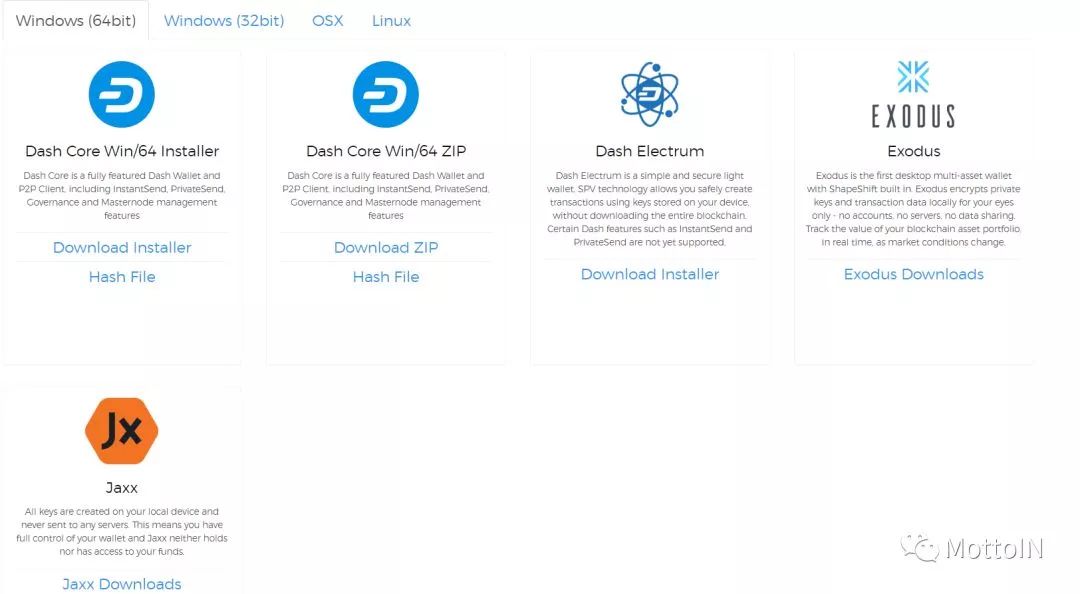 Windows (64bit) Windows (32bit) OSX Linux
Dash Core Win/64 Installer
Dash Core is a fully featured Dash Wallet and
P2P Client, including InstantSend, PrivateSend,
Governance and Masternode management
features
Download Installer
Hash File
Dash Core Win/64 ZIP
Dash Core is a fully featured Dash Wallet and
P2P Client, including InstantSend, PrivateSend,
Governance and Masternode management
features
Download ZIP
Hash File
Dash Electrum
Dash Electrum is a simple and secure light
wallet. SPV technology allows you safely create
transactions using keys stored on your device,
without downloading the entire blockchain.
Certain Dash features such as InstantSend and
PrivateSend are not yet supported.
Download Installer
EXODUS
Exodus
Exodus is the first desktop multi-asset wallet
with ShapeShift built in. Exodus encrypts private
keys and transaction data locally for your eyes
only - no accounts, no servers, no data sharing.
Track the value of your blockchain asset portfolio,
in real time, as market conditions change.
Exodus Downloads
Jx
Jaxx
All keys are created on your local device and
never sent to any servers. This means you have
full control of your wallet and Jaxx neither holds
nor has access to your funds.
Jaxx Downloads
MottoIN